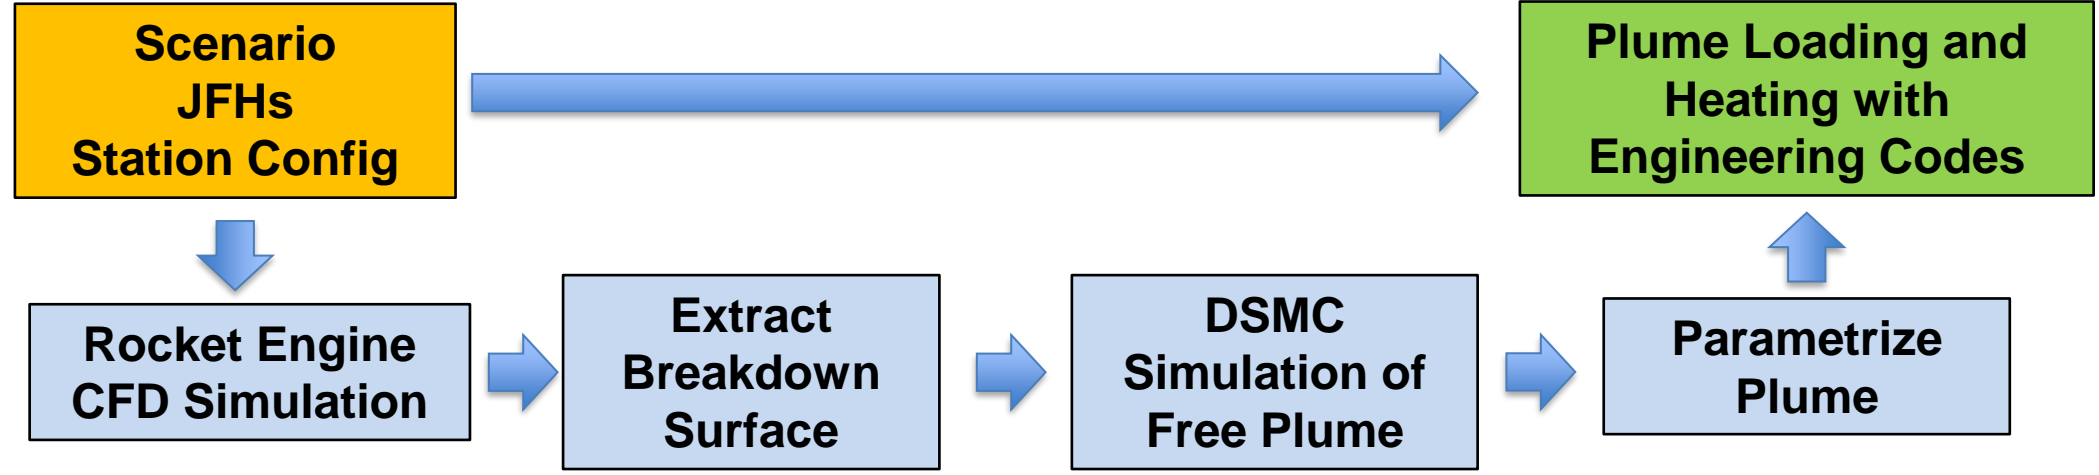 Scenario
JFHs
Station Config
Plume Loading and
Heating with
Engineering Codes
Rocket Engine
CFD Simulation
Extract
Breakdown
Surface
DSMC
Simulation of
Free Plume
Parametrize
Plume